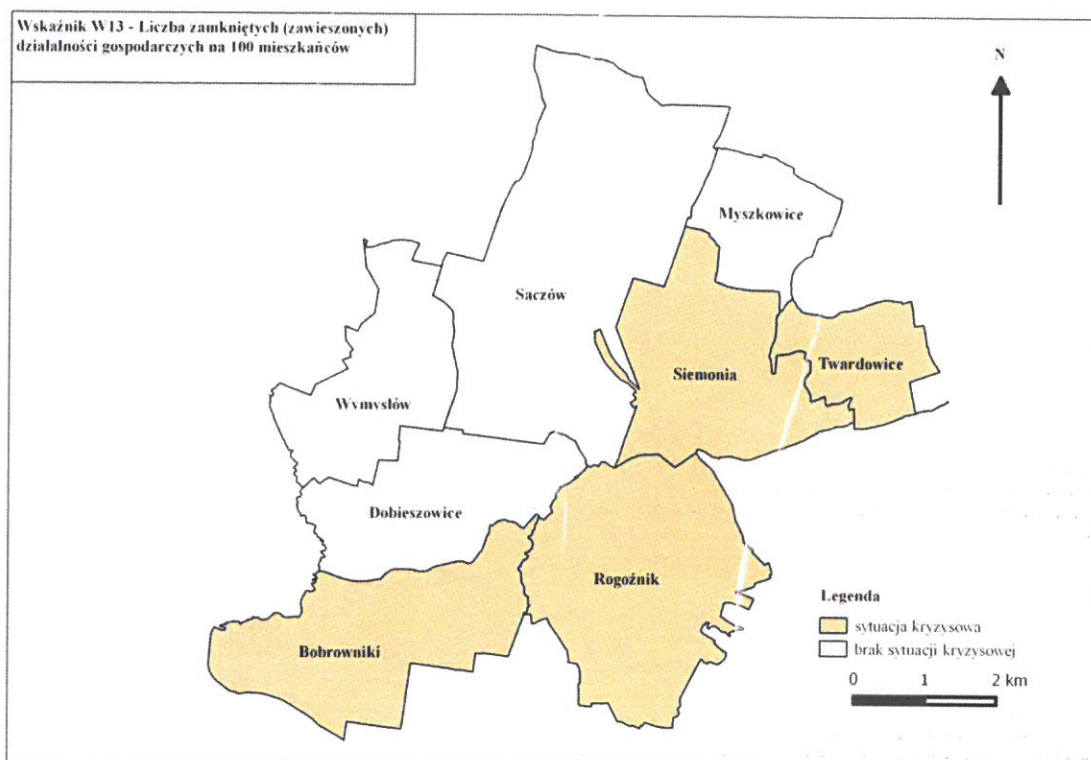 Wskaźnik W13 - Liczba zamkniętych (zawieszonych)
działalności gospodarczych na 100 mieszkańców
N
Myszkowice
Saczów
Siemonia
Twardowice
Wymysłów
Dobieszowice
Rogoźnik
Bobrowniki
Legenda
sytuacja kryzysowa
brak sytuacji kryzysowej
0 1 2 km